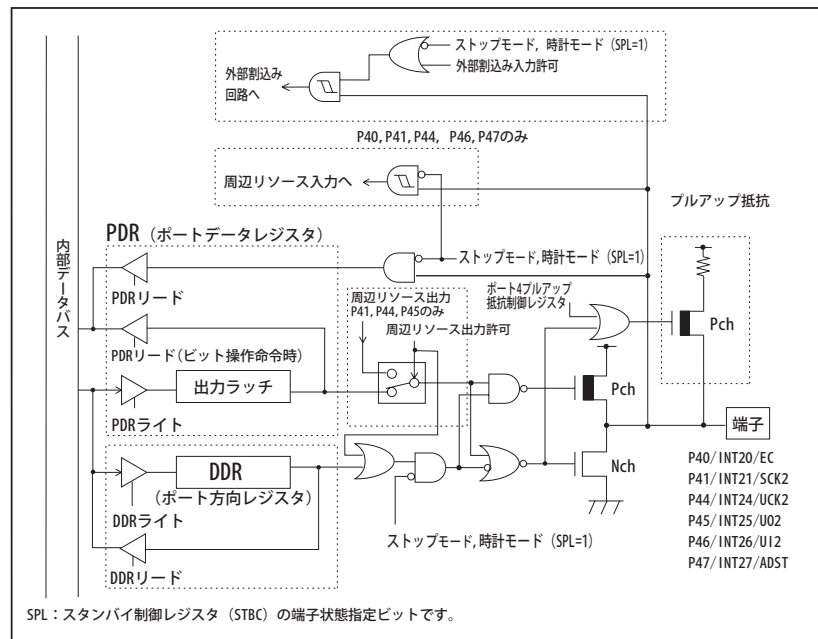 ストップモード, 時計モード (SPL=1)
外部割込み入力許可
外部割込み
回路へ
P40, P41, P44, P46, P47のみ
周辺リソース入力へ
プルアップ抵抗
PDR (ポートデータレジスタ)
内部データバス
ストップモード, 時計モード (SPL=1)
PDRリード
周辺リソース出力
P41, P44, P45のみ
周辺リソース出力許可
ポート4プルアップ
抵抗制御レジスタ
Pch
PDRリード(ビット操作命令時)
出力ラッチ
PDRライト
Pch
端子
DDR
(ポート方向レジスタ)
DDRライト
Nch
ストップモード, 時計モード (SPL=1)
DDRリード
P40/INT20/EC
P41/INT21/SCK2
P44/INT24/UCK2
P45/INT25/UO2
P46/INT26/UI2
P47/INT27/ADST
SPL：スタンバイ制御レジスタ (STBC) の端子状態指定ビットです。